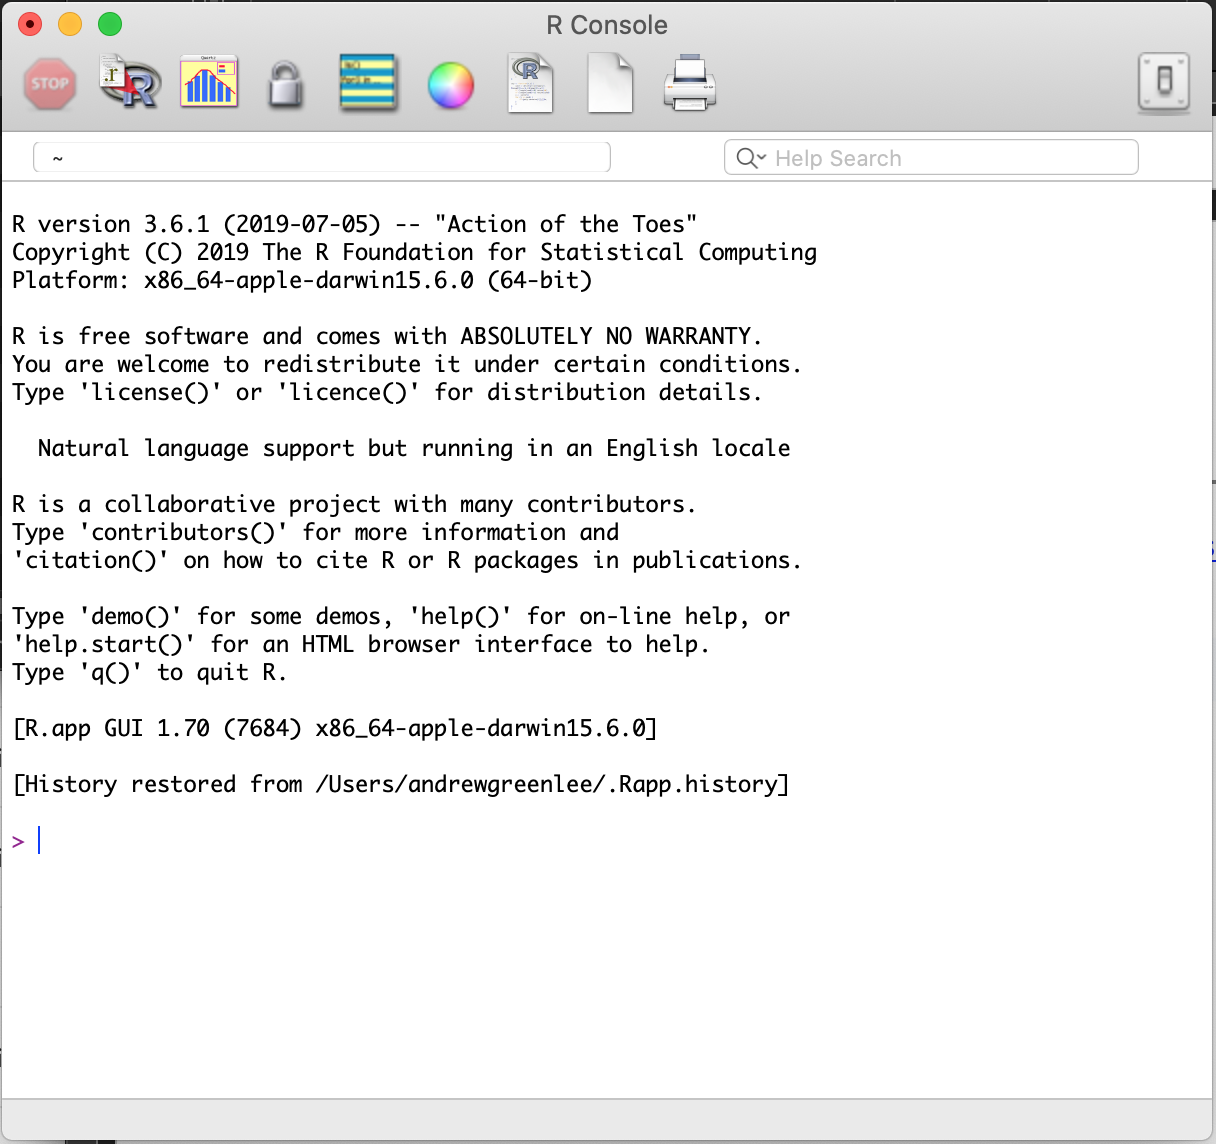 R Console
STOP
~
Help Search
R version 3.6.1 (2019-07-05) -- "Action of the Toes"
Copyright (C) 2019 The R Foundation for Statistical Computing
Platform: x86_64-apple-darwin15.6.0 (64-bit)
R is free software and comes with ABSOLUTELY NO WARRANTY.
You are welcome to redistribute it under certain conditions.
Type 'license()' or 'licence()' for distribution details.
Natural language support but running in an English locale
R is a collaborative project with many contributors.
Type 'contributors()' for more information and
'citation()' on how to cite R or R packages in publications.
Type 'demo()' for some demos, 'help()' for on-line help, or
'help.start()' for an HTML browser interface to help.
Type 'q()' to quit R.
[R.app GUI 1.70 (7684) x86_64-apple-darwin15.6.0]
[History restored from /Users/andrewgreenlee/.Rapp.history]
>